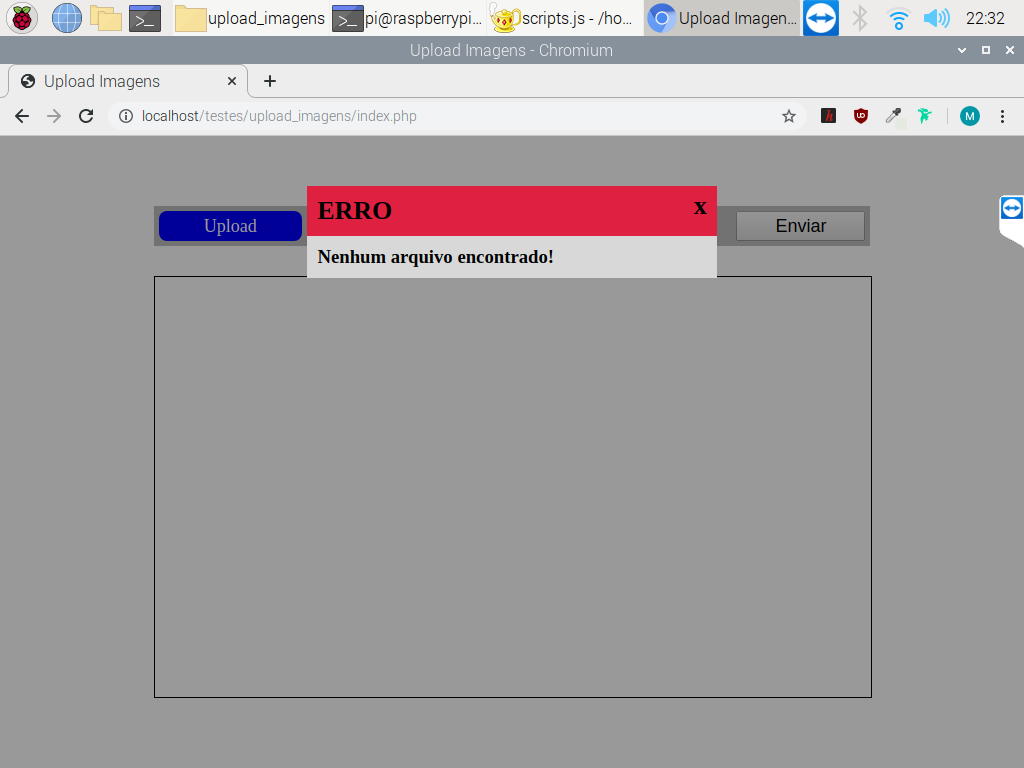 upload_imagens
pi@raspberrypi...
scripts.js - /ho...
Upload Imagen...
22:32
Upload Imagens - Chromium
Upload Imagens
localhost/testes/upload_imagens/index.php
h
UD
M
ERRO
x
Upload
Enviar
Nenhum arquivo encontrado!